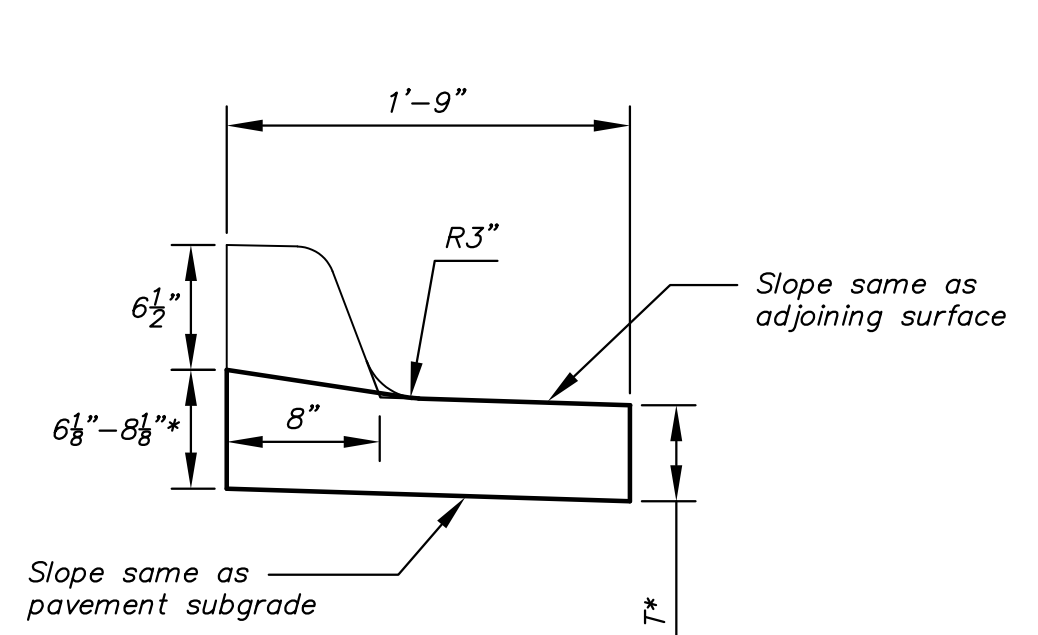 1'-9"
R3"
6½"
Slope same as
adjoining surface
6⅛"-8⅛"*
8"
Slope same as
pavement subgrade
T*